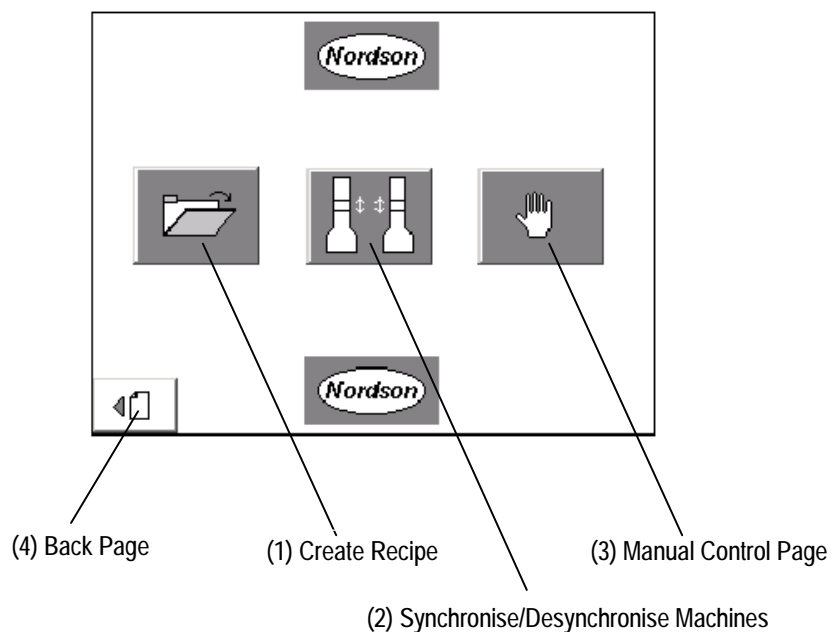 Nordson
Nordson
(4) Back Page
(1) Create Recipe
(3) Manual Control Page
(2) Synchronise/Desynchronise Machines